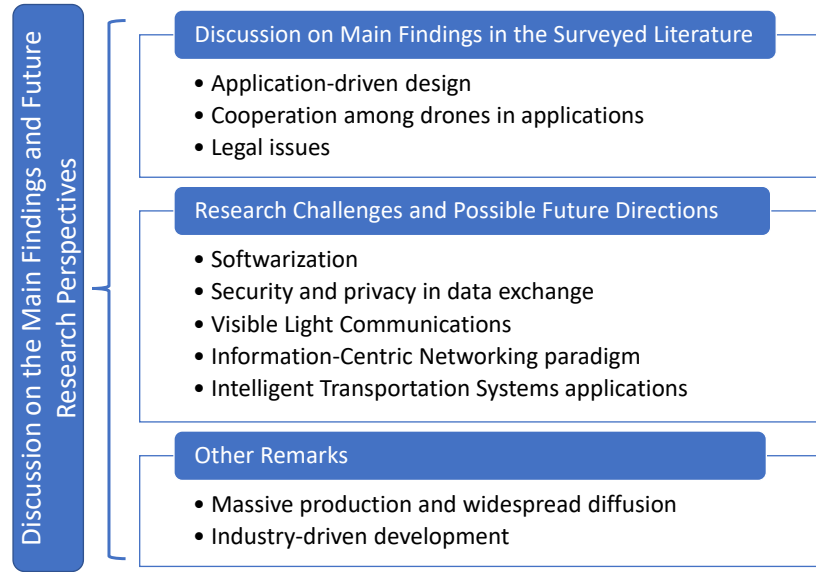 Discussion on the Main Findings and Future
Research Perspectives
Discussion on Main Findings in the Surveyed Literature
• Application-driven design
• Cooperation among drones in applications
• Legal issues
Research Challenges and Possible Future Directions
• Softwarization
• Security and privacy in data exchange
• Visible Light Communications
• Information-Centric Networking paradigm
• Intelligent Transportation Systems applications
Other Remarks
• Massive production and widespread diffusion
• Industry-driven development